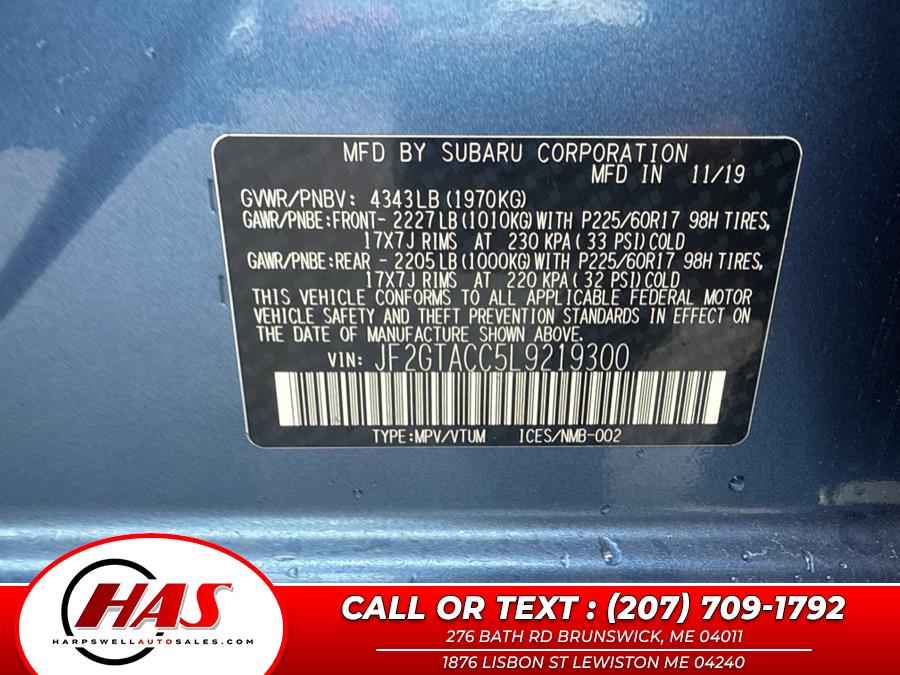 MFD BY SUBARU CORPORATION
MFD IN 11/19
GVWR/PNBV: 4343LB (1970KG)
GAWR/PNBE:FRONT- 2227LB (1010KG) WITH P225/60R17 98H TIRES,
17X7J RIMS AT 230 KPA ( 33 PSI) COLD
GAWR/PNBE:REAR - 2205LB (1000KG) WITH P225/60R17 98H TIRES,
17X7J RIMS AT 220 KPA ( 32 PSI) COLD
THIS VEHICLE CONFORMS TO ALL APPLICABLE FEDERAL MOTOR
VEHICLE SAFETY AND THEFT PREVENTION STANDARDS IN EFFECT ON
THE DATE OF MANUFACTURE SHOWN ABOVE.
VIN: JF2GTACC5L9219300
TYPE:MPV/VTUM ICES/NMB-002
HAS
HARPSWELLAUTOSALES.COM
CALL OR TEXT : (207) 709-1792
276 BATH RD BRUNSWICK, ME 04011
1876 LISBON ST LEWISTON ME 04240